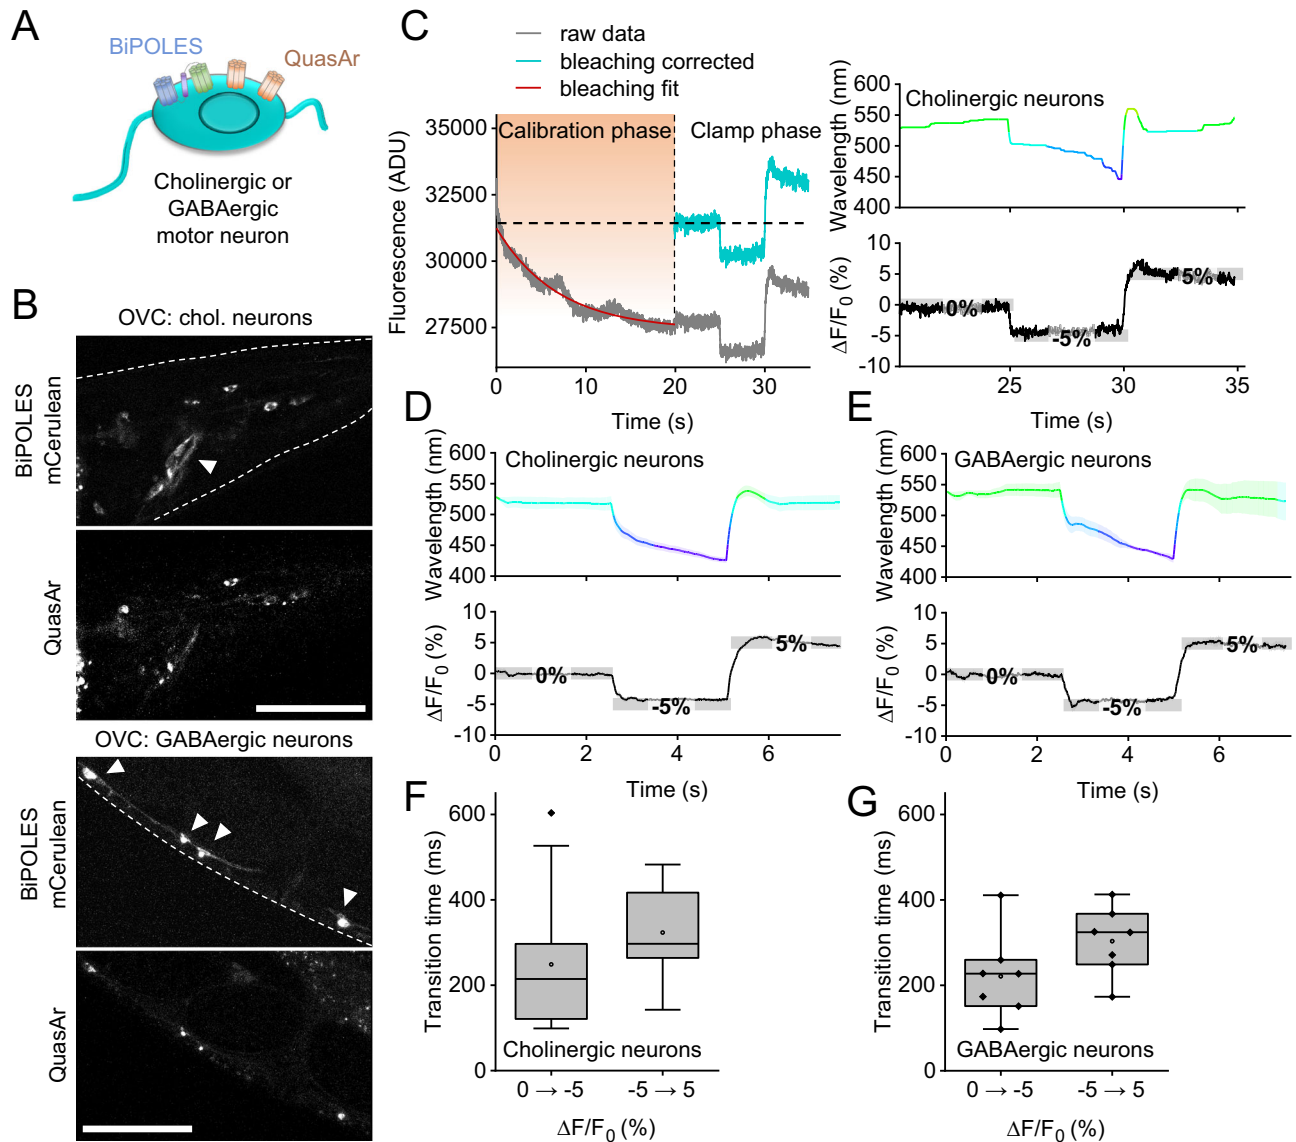 A
BiPOLES
QuasAr
Cholinergic or
GABAergic
motor neuron
B
OVC: chol. neurons
BiPOLES
mCerulean
QuasAr
OVC: GABAergic neurons
BiPOLES
mCerulean
QuasAr
C
raw data
bleaching corrected
bleaching fit
Calibration phase
Clamp phase
Fluorescence (ADU)
35000
32500
30000
27500
0
10
20
30
Time (s)
Cholinergic neurons
Wavelength (nm)
600
550
500
450
400
ΔF/F0 (%)
10
5
0
-5
-10
0%
-5%
5%
25
30
35
Time (s)
D
Cholinergic neurons
Wavelength (nm)
600
550
500
450
400
ΔF/F0 (%)
10
5
0
-5
-10
0%
-5%
5%
0
2
4
6
Time (s)
E
GABAergic neurons
Wavelength (nm)
600
550
500
450
400
ΔF/F0 (%)
10
5
0
-5
-10
0%
-5%
5%
0
2
4
6
Time (s)
F
Transition time (ms)
600
400
200
0
Cholinergic neurons
0 → -5
-5 → 5
ΔF/F0 (%)
G
Transition time (ms)
600
400
200
0
GABAergic neurons
0 → -5
-5 → 5
ΔF/F0 (%)